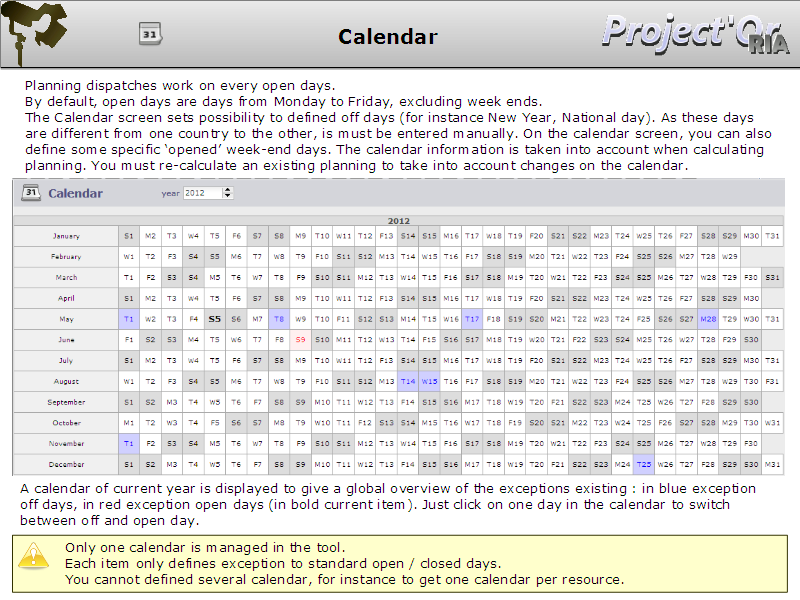 31
Calendar
Project'Or
RIA
Planning dispatches work on every open days.
By default, open days are days from Monday to Friday, excluding week ends.
The Calendar screen sets possibility to defined off days (for instance New Year, National day). As these days
are different from one country to the other, is must be entered manually. On the calendar screen, you can also
define some specific ‘opened’ week-end days. The calendar information is taken into account when calculating
planning. You must re-calculate an existing planning to take into account changes on the calendar.
31 Calendar year 2012
2012
January S1 M2 T3 W4 T5 F6 S7 S8 M9 T10 W11 T12 F13 S14 S15 M16 T17 W18 T19 F20 S21 S22 M23 T24 W25 T26 F27 S28 S29 M30 T31
February W1 T2 F3 S4 S5 M6 T7 W8 T9 F10 S11 S12 M13 T14 W15 T16 F17 S18 S19 M20 T21 W22 T23 F24 S25 S26 M27 T28 W29
March T1 F2 S3 S4 M5 T6 W7 T8 F9 S10 S11 M12 T13 W14 T15 F16 S17 S18 M19 T20 W21 T22 F23 S24 S25 M26 T27 W28 T29 F30 S31
April S1 M2 T3 W4 T5 F6 S7 S8 M9 T10 W11 T12 F13 S14 S15 M16 T17 W18 T19 F20 S21 S22 M23 T24 W25 T26 F27 S28 S29 M30
May T1 W2 T3 F4 S5 S6 M7 T8 W9 T10 F11 S12 S13 M14 T15 W16 T17 F18 S19 S20 M21 T22 W23 T24 F25 S26 S27 M28 T29 W30 T31
June F1 S2 S3 M4 T5 W6 T7 F8 S9 S10 M11 T12 W13 T14 F15 S16 S17 M18 T19 W20 T21 F22 S23 S24 M25 T26 W27 T28 F29 S30
July S1 M2 T3 W4 T5 F6 S7 S8 M9 T10 W11 T12 F13 S14 S15 M16 T17 W18 T19 F20 S21 S22 M23 T24 W25 T26 F27 S28 S29 M30 T31
August W1 T2 F3 S4 S5 M6 T7 W8 T9 F10 S11 S12 M13 T14 W15 T16 F17 S18 S19 M20 T21 W22 T23 F24 S25 S26 M27 T28 W29 T30 F31
September S1 S2 M3 T4 W5 T6 F7 S8 S9 M10 T11 W12 T13 F14 S15 S16 M17 T18 W19 T20 F21 S22 S23 M24 T25 W26 T27 F28 S29 S30
October M1 T2 W3 T4 F5 S6 S7 M8 T9 W10 T11 F12 S13 S14 M15 T16 W17 T18 F19 S20 S21 M22 T23 W24 T25 F26 S27 S28 M29 T30 W31
November T1 F2 S3 S4 M5 T6 W7 T8 F9 S10 S11 M12 T13 W14 T15 F16 S17 S18 M19 T20 W21 T22 F23 S24 S25 M26 T27 W28 T29 F30
December S1 S2 M3 T4 W5 T6 F7 S8 S9 M10 T11 W12 T13 F14 S15 S16 M17 T18 W19 T20 F21 S22 S23 M24 T25 W26 T27 F28 S29 S30 M31
A calendar of current year is displayed to give a global overview of the exceptions existing : in blue exception
off days, in red exception open days (in bold current item). Just click on one day in the calendar to switch
between off and open day.
Only one calendar is managed in the tool.
Each item only defines exception to standard open / closed days.
You cannot defined several calendar, for instance to get one calendar per resource.